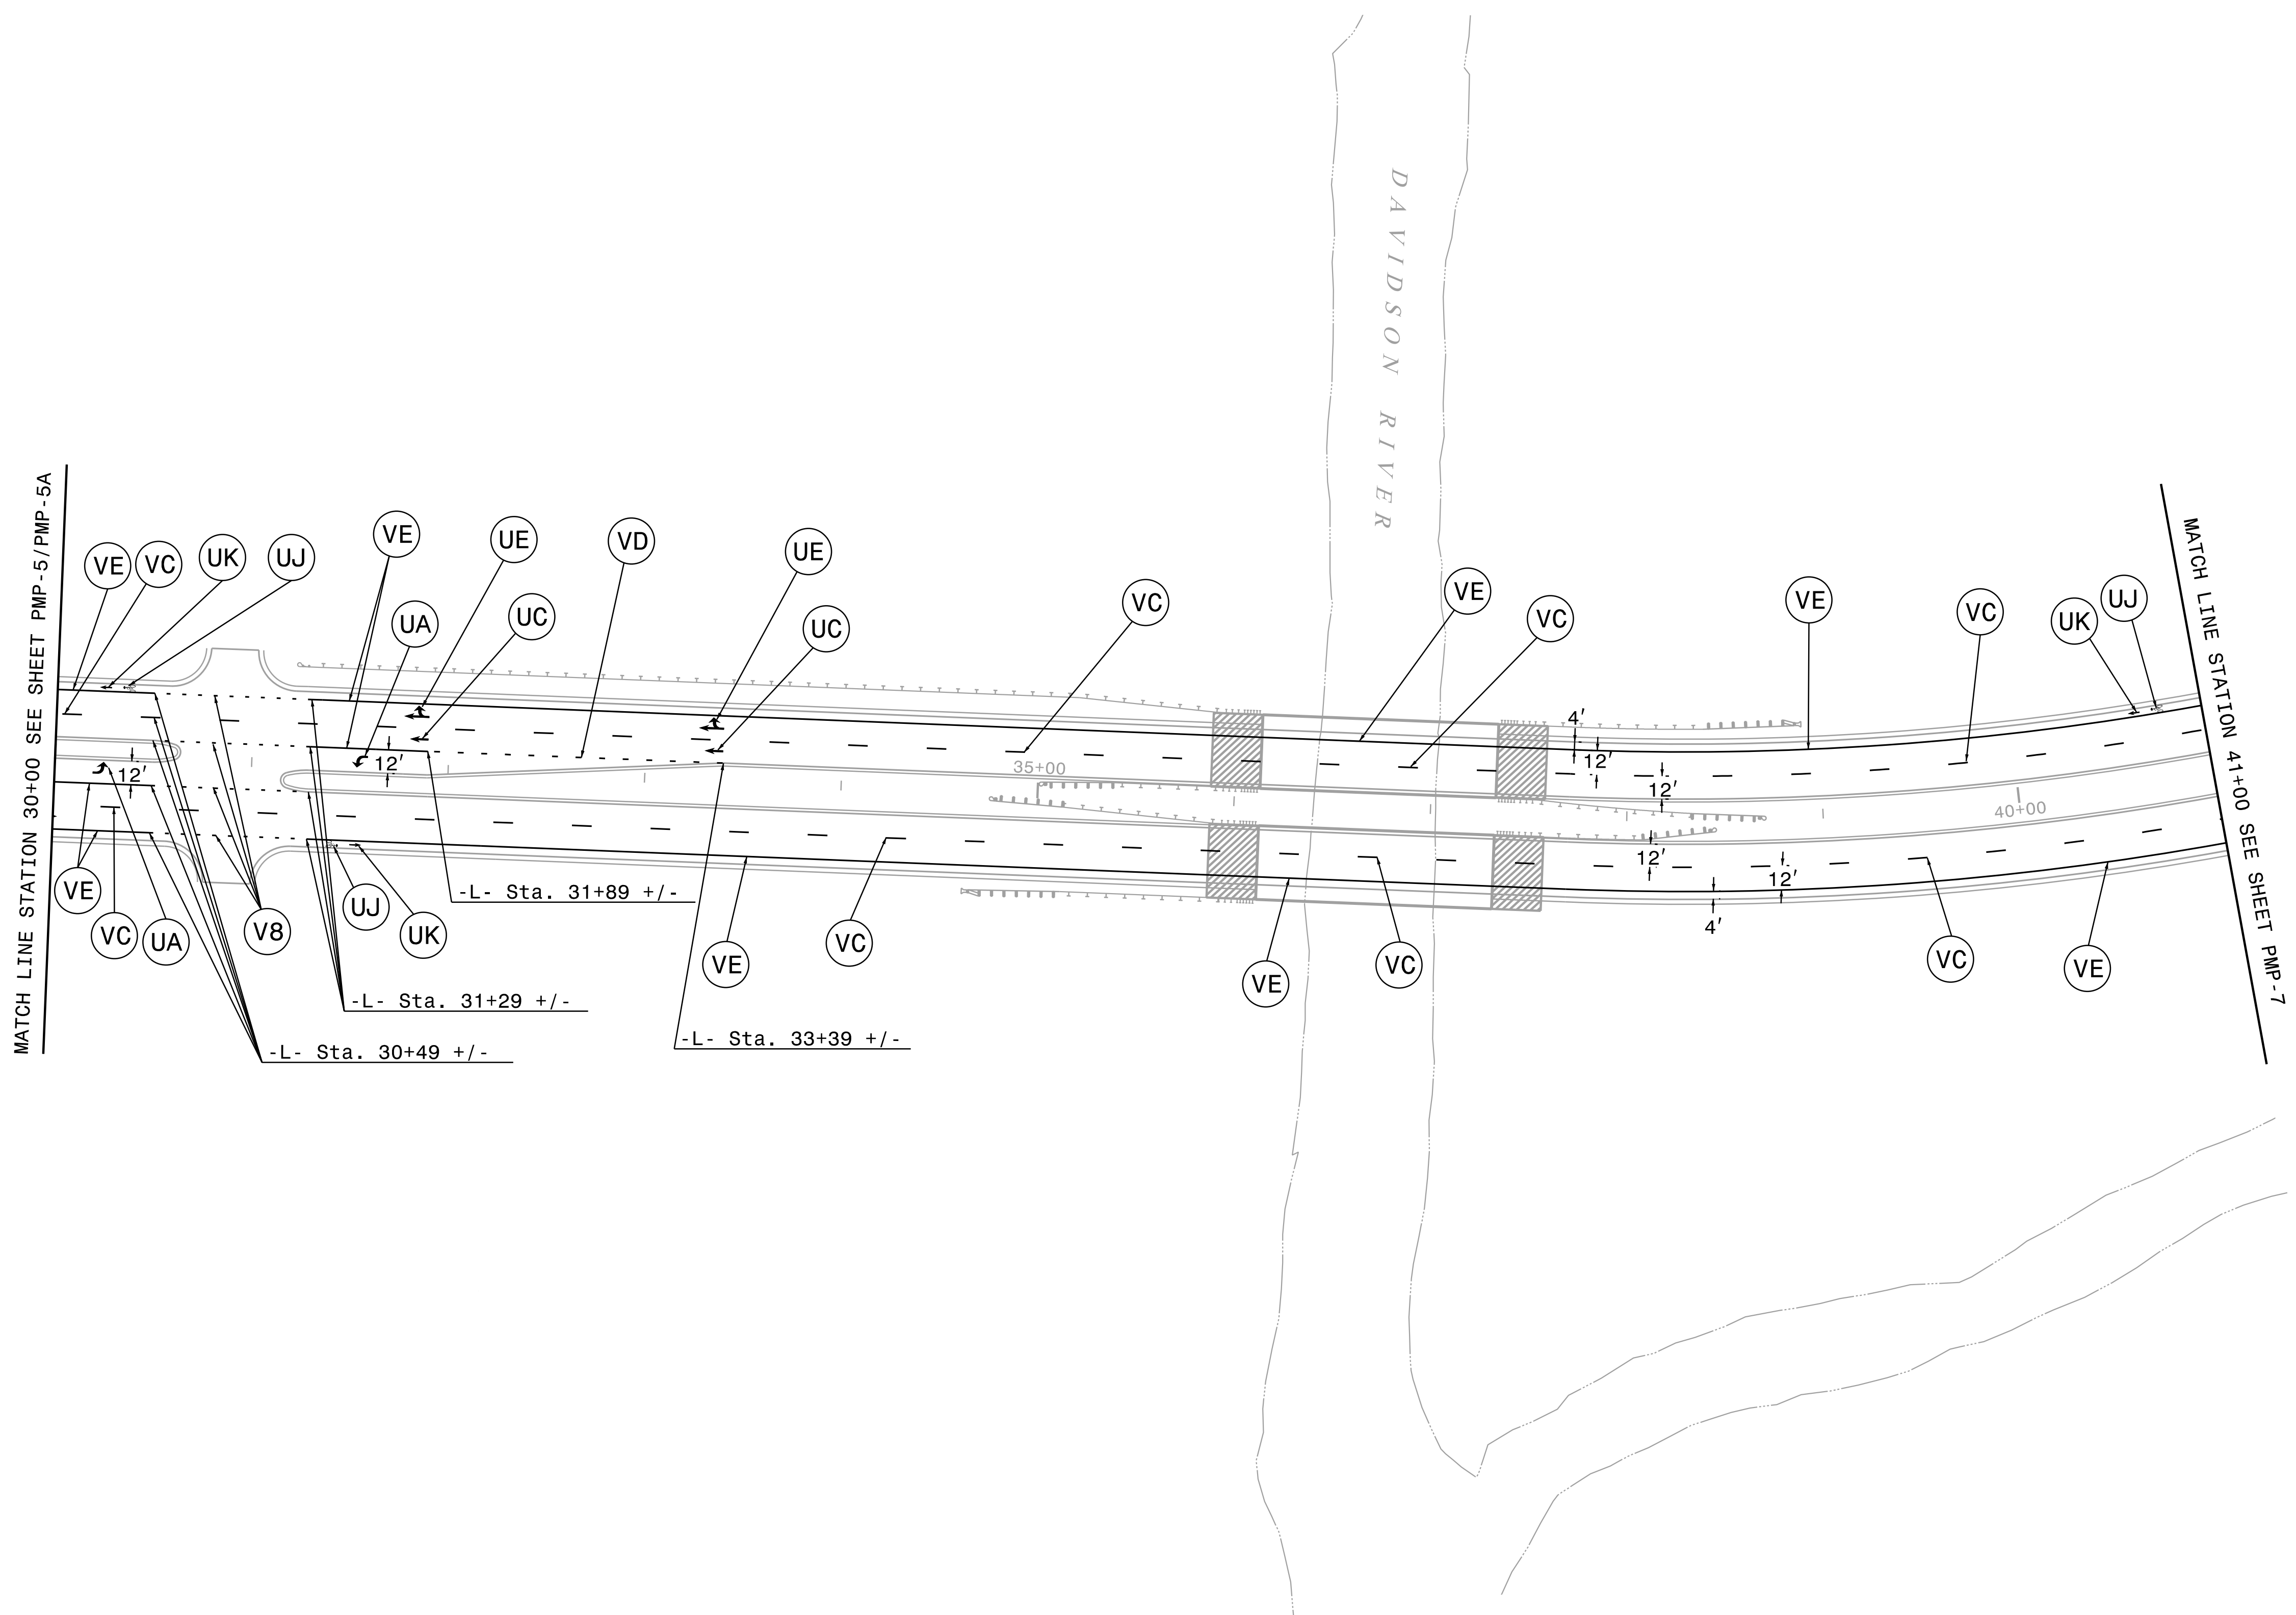 DAVIDSON RIVER
MATCH LINE STATION 30+00 SEE SHEET PMP-5/PMP-5A
MATCH LINE STATION 41+00 SEE SHEET PMP-7
VE
VC
UK
UJ
VE
UE
VD
UE
UA
UC
UC
VC
VE
VC
VE
VC
UK
UJ
4'
12'
12'
12'
12'
35+00
40+00
12'
12'
4'
VE
VC
UA
V8
UJ
UK
-L- Sta. 31+89 +/-
VE
VC
VE
VC
VC
VE
-L- Sta. 31+29 +/-
-L- Sta. 33+39 +/-
-L- Sta. 30+49 +/-